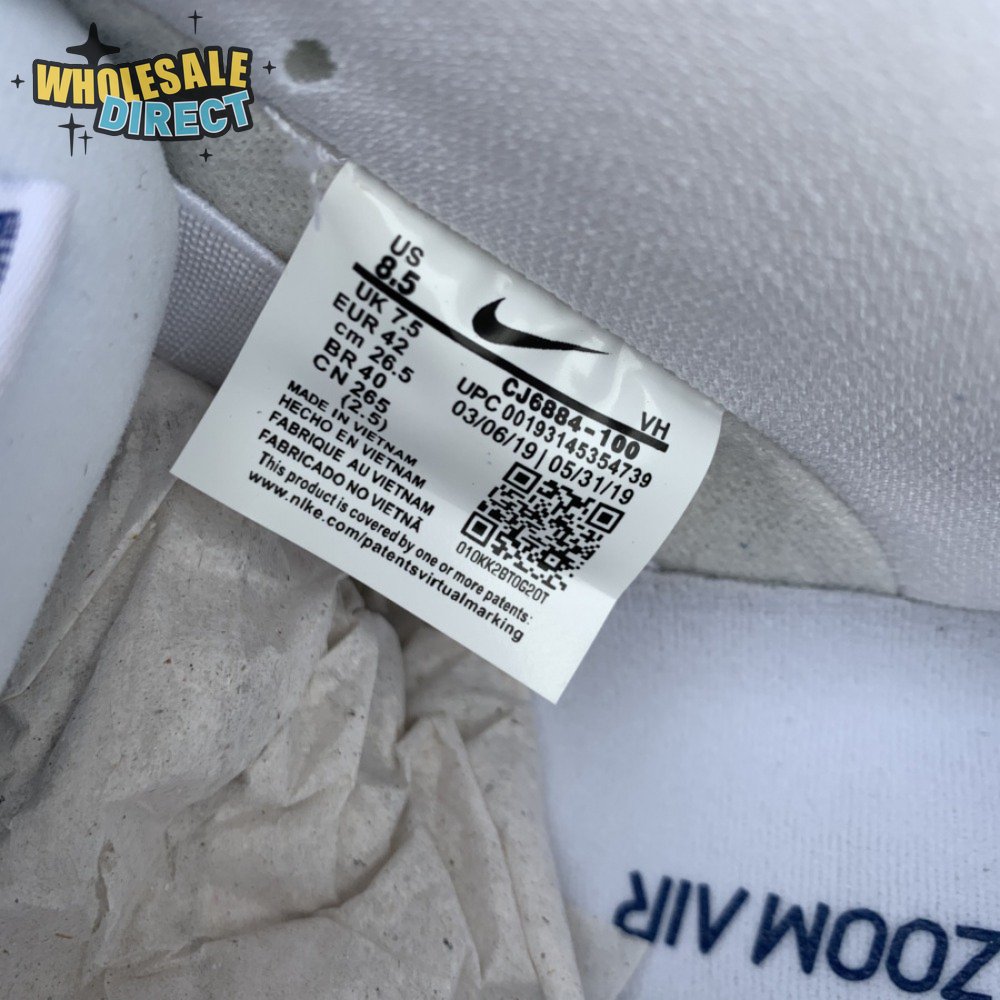 WHOLESALE
DIRECT
US
8.5
UK 7.5
EUR 42
cm 26.5
BR 40
CN 265
(2.5)
MADE IN VIETNAM
HECHO EN VIETNAM
FABRIQUE AU VIETNAM
FABRICADO NO VIETNÃ
This product is covered by one or more patents:
www.nike.com/patentsvirtualmarking
VH
CJ6884-100
UPC 00193145354739
03/06/19 | 05/31/19
010KK2BT0G20T
ZOOM AIR